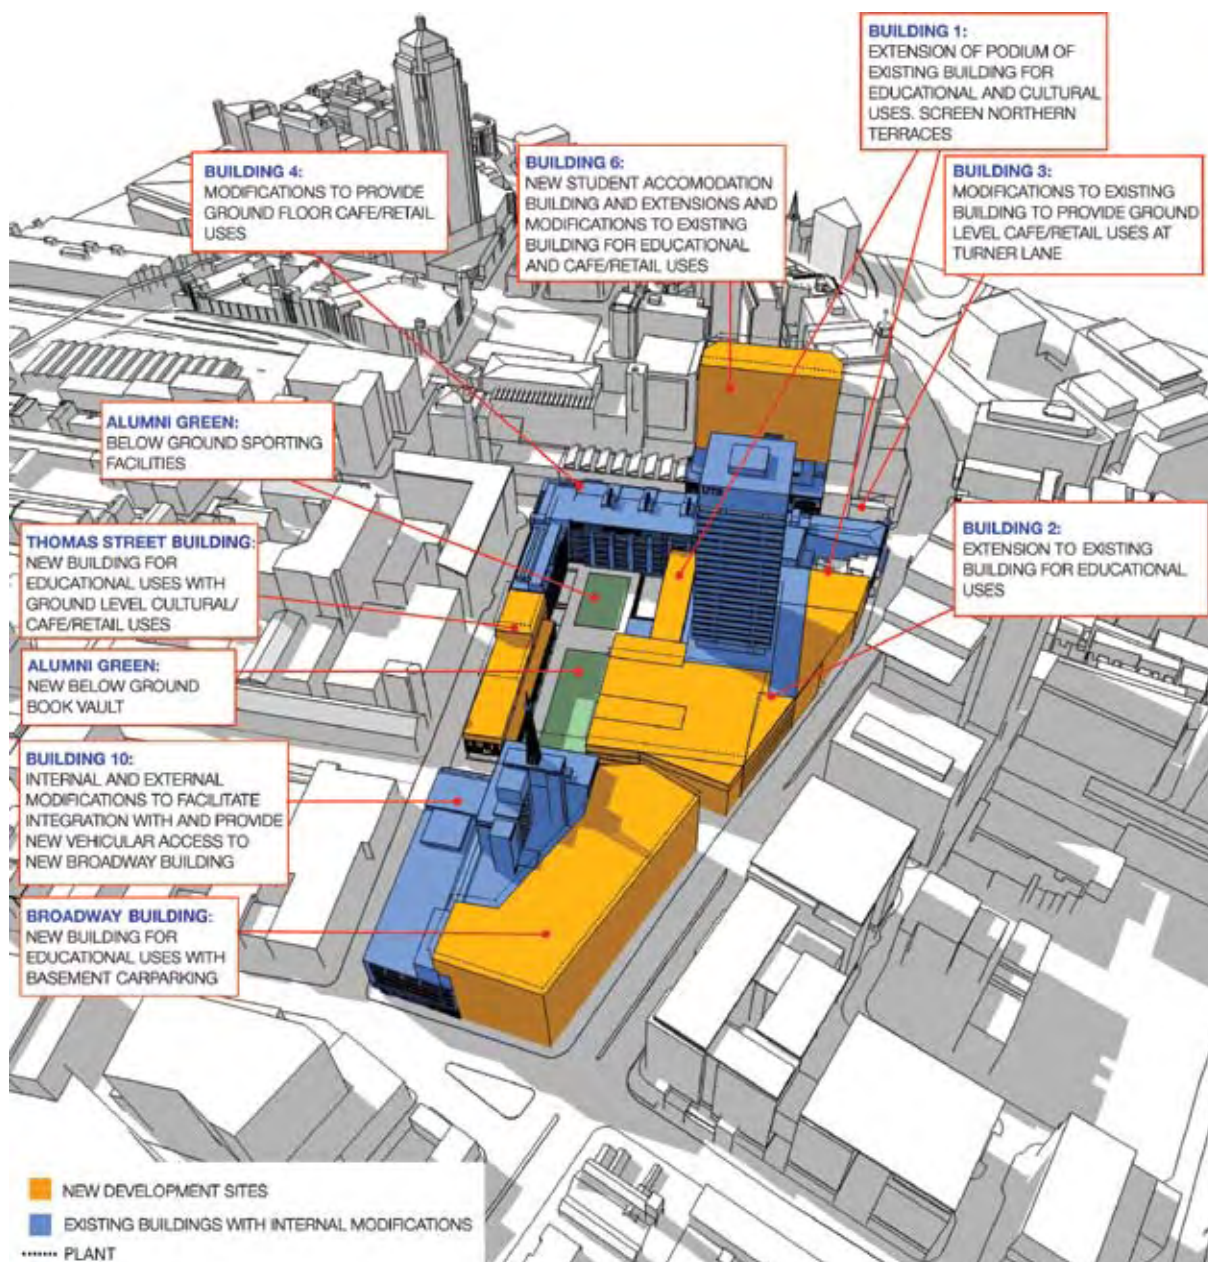 BUILDING 1:
EXTENSION OF PODIUM OF
EXISTING BUILDING FOR
EDUCATIONAL AND CULTURAL
USES. SCREEN NORTHERN
TERRACES
BUILDING 4:
MODIFICATIONS TO PROVIDE
GROUND FLOOR CAFE/RETAIL
USES
BUILDING 6:
NEW STUDENT ACCOMODATION
BUILDING AND EXTENSIONS AND
MODIFICATIONS TO EXISTING
BUILDING FOR EDUCATIONAL
AND CAFE/RETAIL USES
BUILDING 3:
MODIFICATIONS TO EXISTING
BUILDING TO PROVIDE GROUND
LEVEL CAFE/RETAIL USES AT
TURNER LANE
ALUMNI GREEN:
BELOW GROUND SPORTING
FACILITIES
UTS
THOMAS STREET BUILDING:
NEW BUILDING FOR
EDUCATIONAL USES WITH
GROUND LEVEL CULTURAL/
CAFE/RETAIL USES
BUILDING 2:
EXTENSION TO EXISTING
BUILDING FOR EDUCATIONAL
USES
ALUMNI GREEN:
NEW BELOW GROUND
BOOK VAULT
BUILDING 10:
INTERNAL AND EXTERNAL
MODIFICATIONS TO FACILITATE
INTEGRATION WITH AND PROVIDE
NEW VEHICULAR ACCESS TO
NEW BROADWAY BUILDING
BROADWAY BUILDING:
NEW BUILDING FOR
EDUCATIONAL USES WITH
BASEMENT CARPARKING
NEW DEVELOPMENT SITES
EXISTING BUILDINGS WITH INTERNAL MODIFICATIONS
PLANT